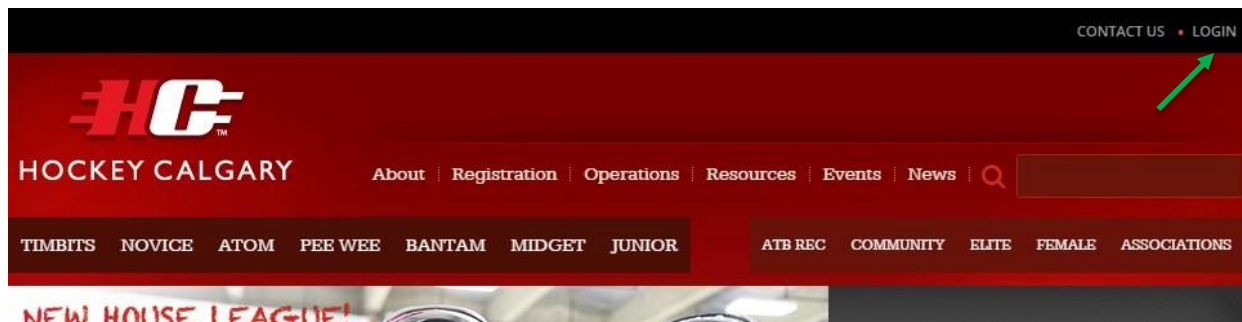 CONTACT US • LOGIN
HC
TM
HOCKEY CALGARY
About Registration Operations Resources Events News
TIMBITS NOVICE ATOM PEE WEE BANTAM MIDGET JUNIOR ATB REC COMMUNITY ELITE FEMALE ASSOCIATIONS
NEW HOUSE LEAGUE!